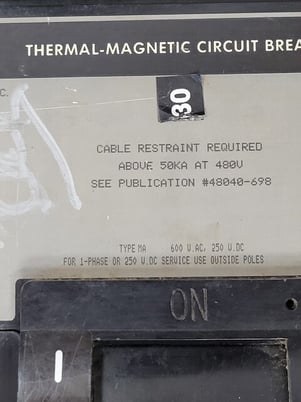 THERMAL-MAGNETIC CIRCUIT BREA
C.
30
CABLE RESTRAINT REQUIRED
ABOVE 50KA AT 480V
SEE PUBLICATION #48040-698
TYPE MA 600 V.AC, 250 V.DC
FOR 1-PHASE OR 250 V.DC SERVICE USE OUTSIDE POLES
ON